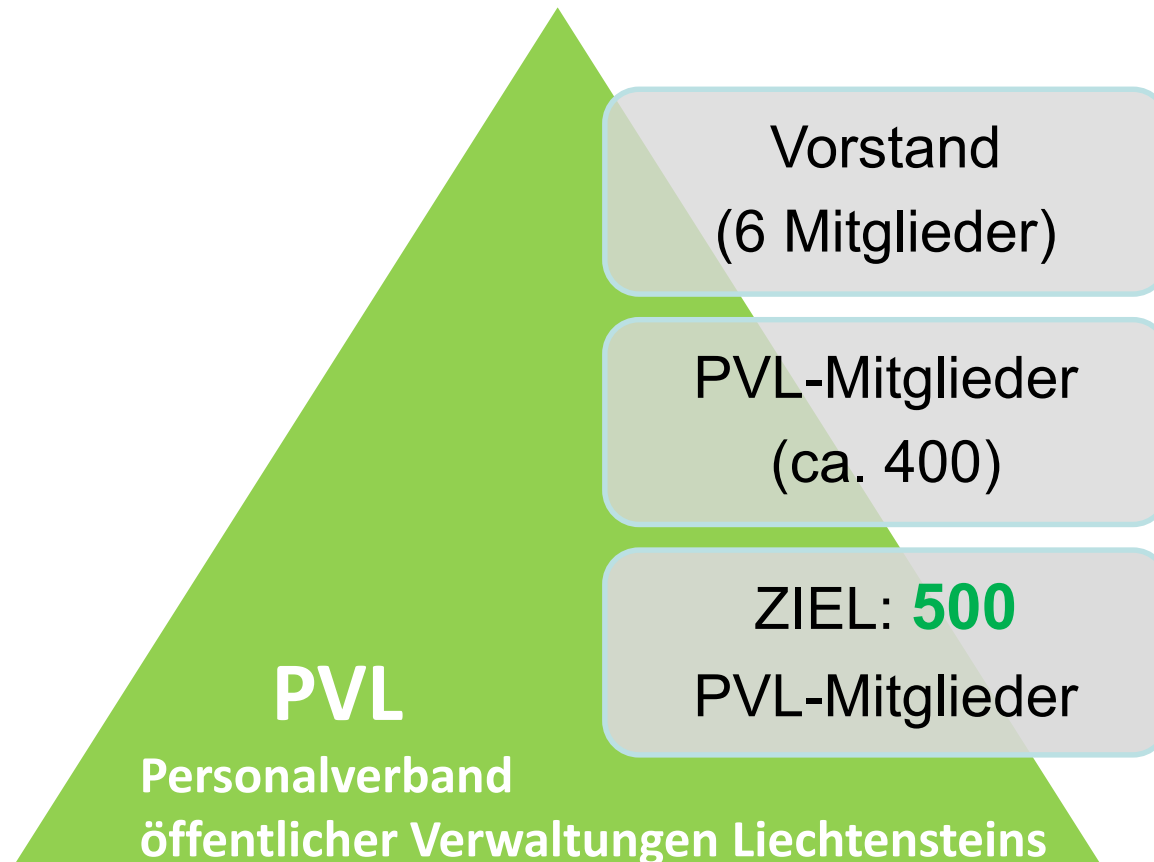 Vorstand
(6 Mitglieder)
PVL-Mitglieder
(ca. 400)
ZIEL: 500
PVL-Mitglieder
PVL
Personalverband
öffentlicher Verwaltungen Liechtensteins